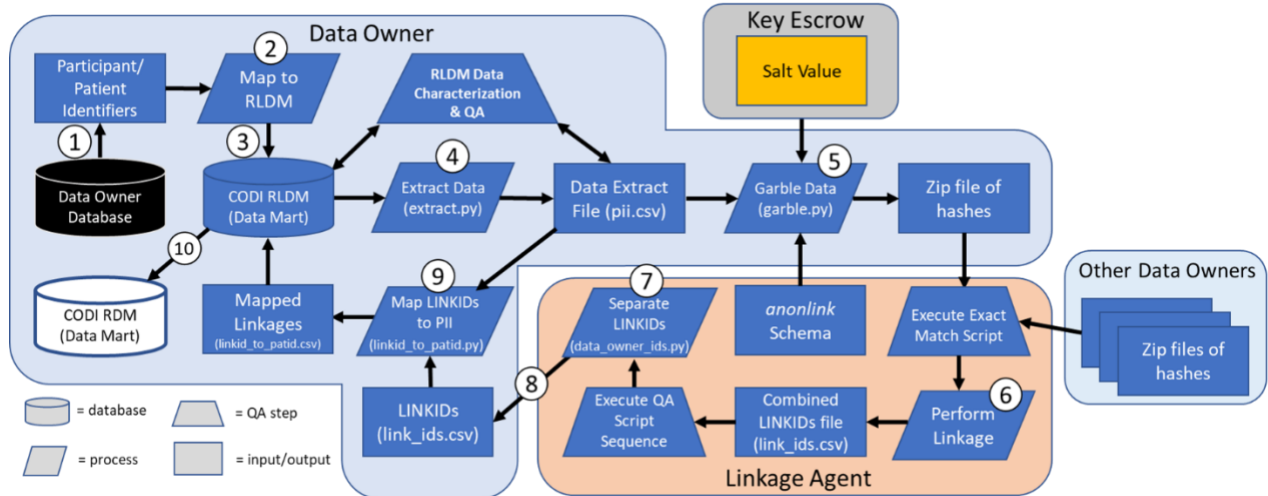 Data Owner
Key Escrow
Salt Value
Participant/
Patient
Identifiers
2
Map to
RLDM
RLDM Data
Characterization
& QA
1
3
4
5
Data Owner
Database
CODI RLDM
(Data Mart)
Extract Data
(extract.py)
Data Extract
File (pii.csv)
Garble Data
(garble.py)
Zip file of
hashes
10
9
7
CODI RDM
(Data Mart)
Mapped
Linkages
(linkid_to_patid.csv)
Map LINKIDs
to PII
(linkid_to_patid.py)
Separate
LINKIDs
(data_owner_ids.py)
anonlink
Schema
Execute Exact
Match Script
Other Data Owners
Zip files of
hashes
8
6
LINKIDs
(link_ids.csv)
Execute QA
Script
Sequence
Combined
LINKIDs file
(link_ids.csv)
Perform
Linkage
Linkage Agent
= database
= QA step
= process
= input/output